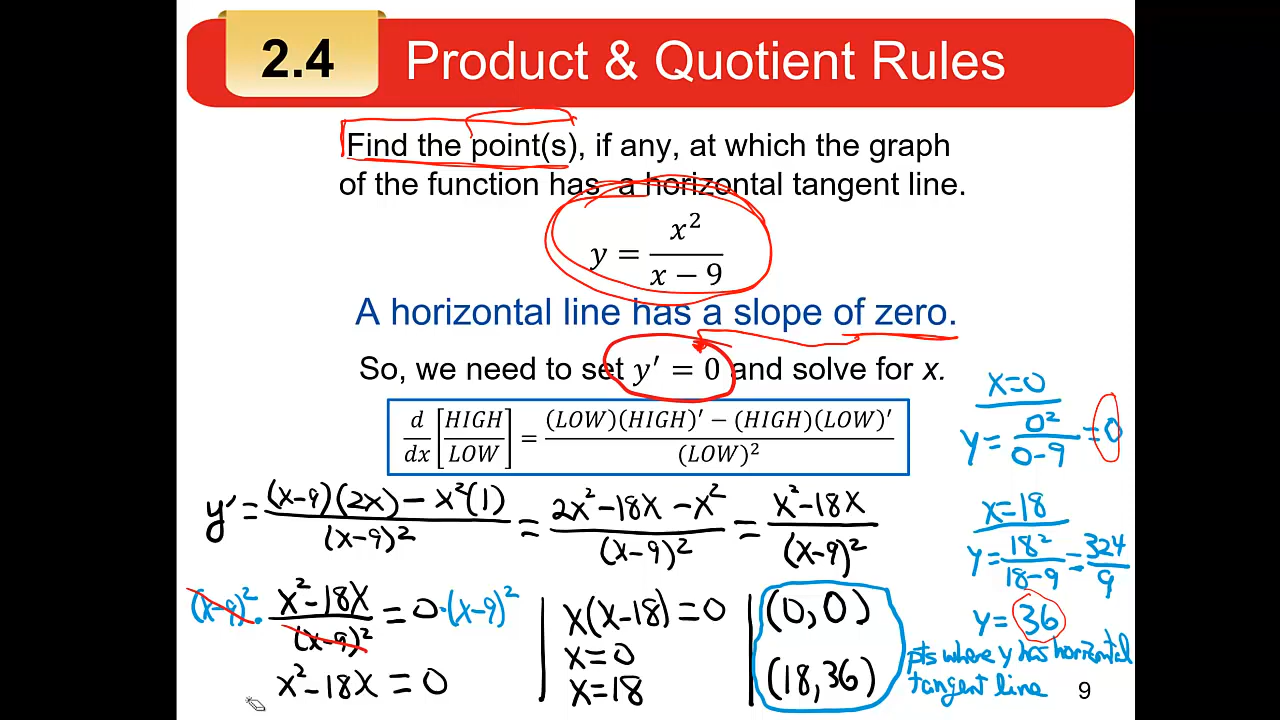 2.4 Product & Quotient Rules
Find the point(s), if any, at which the graph
of the function has a horizontal tangent line.
y = x²/(x − 9)
A horizontal line has a slope of zero.
So, we need to set y′ = 0 and solve for x.
d/dx [HIGH/LOW] = ((LOW)(HIGH)′ − (HIGH)(LOW)′)/(LOW)²
y' = ((x-9)(2x) - x²(1))/(x-9)² = (2x²-18x-x²)/(x-9)² = (x²-18x)/(x-9)²
(x-9)² · (x²-18x)/(x-9)² = 0 · (x-9)²
x²-18x = 0
x(x-18) = 0
x=0
x=18
(0,0)
(18,36)
x=0
y = 0²/(0-9) = 0
x=18
y = 18²/(18-9) = 324/9
y = 36
pts where y has horizontal
tangent line
9